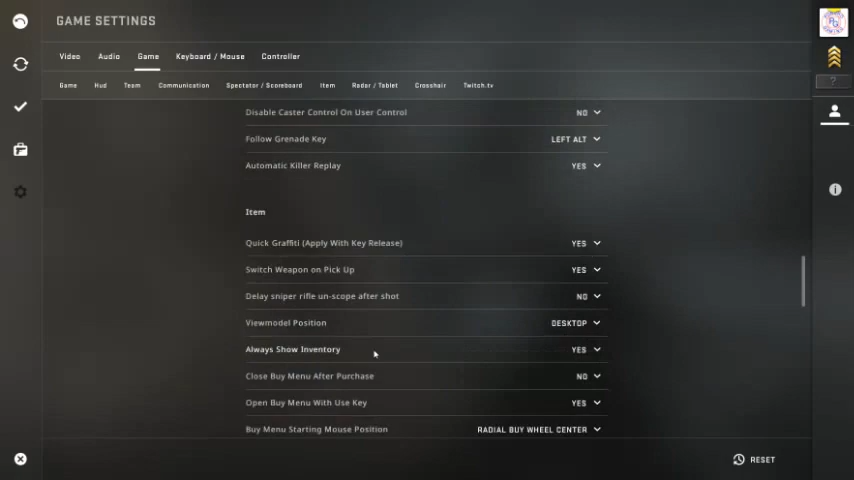 GAME SETTINGS
Video Audio Game Keyboard / Mouse Controller
Game Hud Team Communication Spectator / Scoreboard Item Radar / Tablet Crosshair Twitch.tv
Disable Caster Control On User Control NO
Follow Grenade Key LEFT ALT
Automatic Killer Replay YES
Item
Quick Graffiti (Apply With Key Release) YES
Switch Weapon on Pick Up YES
Delay sniper rifle un-scope after shot NO
Viewmodel Position DESKTOP
Always Show Inventory YES
Close Buy Menu After Purchase NO
Open Buy Menu With Use Key YES
Buy Menu Starting Mouse Position RADIAL BUY WHEEL CENTER
RESET